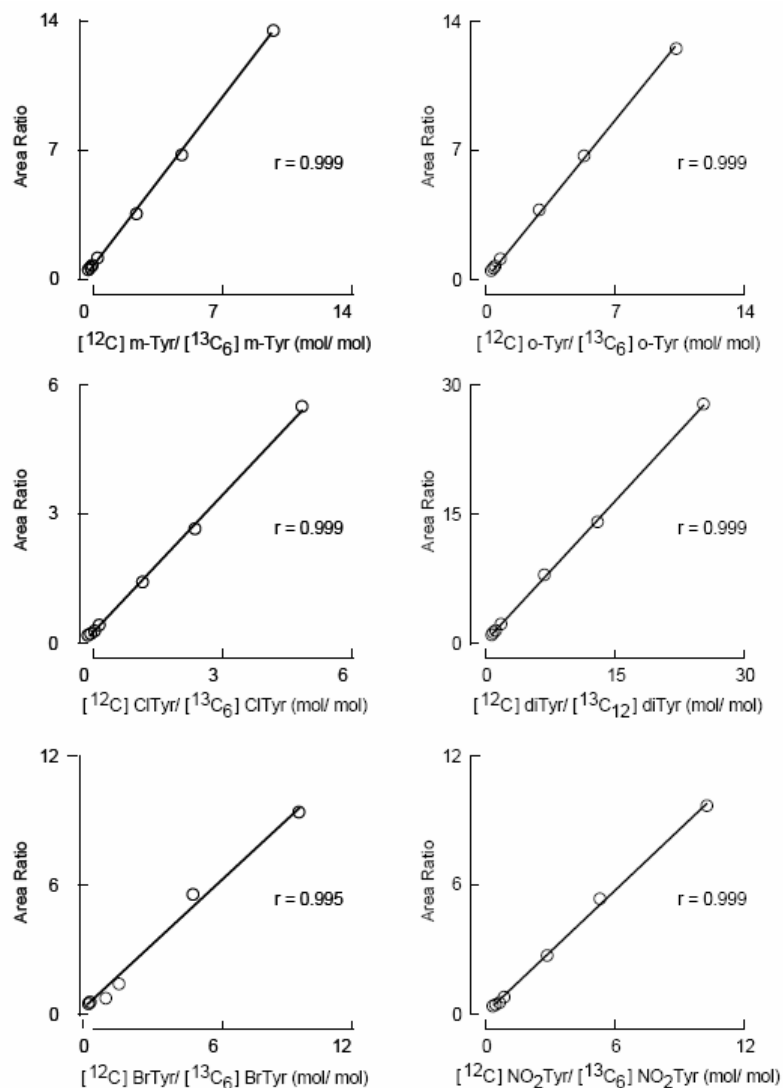 14
Area Ratio
7
r = 0.999
0
0 7 14
[12C] m-Tyr/ [13C6] m-Tyr (mol/ mol)
14
Area Ratio
7
r = 0.999
0
0 7 14
[12C] o-Tyr/ [13C6] o-Tyr (mol/ mol)
6
Area Ratio
3
r = 0.999
0
0 3 6
[12C] ClTyr/ [13C6] ClTyr (mol/ mol)
30
Area Ratio
15
r = 0.999
0
0 15 30
[12C] diTyr/ [13C12] diTyr (mol/ mol)
12
Area Ratio
6
r = 0.995
0
0 6 12
[12C] BrTyr/ [13C6] BrTyr (mol/ mol)
12
Area Ratio
6
r = 0.999
0
0 6 12
[12C] NO2Tyr/ [13C6] NO2Tyr (mol/ mol)